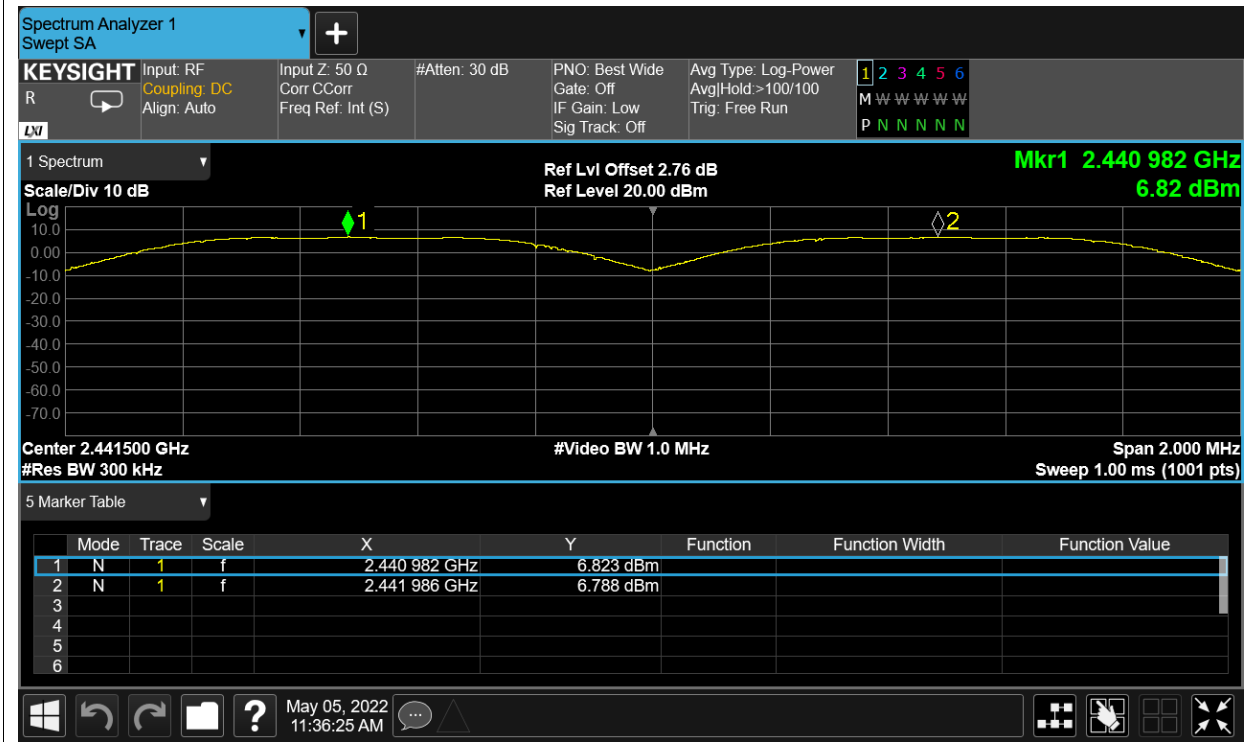 Spectrum Analyzer 1
Swept SA
KEYSIGHT
R
LXI
Input: RF
Coupling: DC
Align: Auto
Input Z: 50 Ω
Corr CCorr
Freq Ref: Int (S)
#Atten: 30 dB
PNO: Best Wide
Gate: Off
IF Gain: Low
Sig Track: Off
Avg Type: Log-Power
Avg|Hold:>100/100
Trig: Free Run
1 2 3 4 5 6
M W W W W W
P N N N N N
1 Spectrum
Scale/Div 10 dB
Ref Lvl Offset 2.76 dB
Ref Level 20.00 dBm
Mkr1 2.440 982 GHz
6.82 dBm
Log
10.0
0.00
-10.0
-20.0
-30.0
-40.0
-50.0
-60.0
-70.0
1
2
Center 2.441500 GHz
#Res BW 300 kHz
#Video BW 1.0 MHz
Span 2.000 MHz
Sweep 1.00 ms (1001 pts)
5 Marker Table
Mode Trace Scale X Y Function Function Width Function Value
1 N 1 f 2.440 982 GHz 6.823 dBm
2 N 1 f 2.441 986 GHz 6.788 dBm
3
4
5
6
?
May 05, 2022
11:36:25 AM